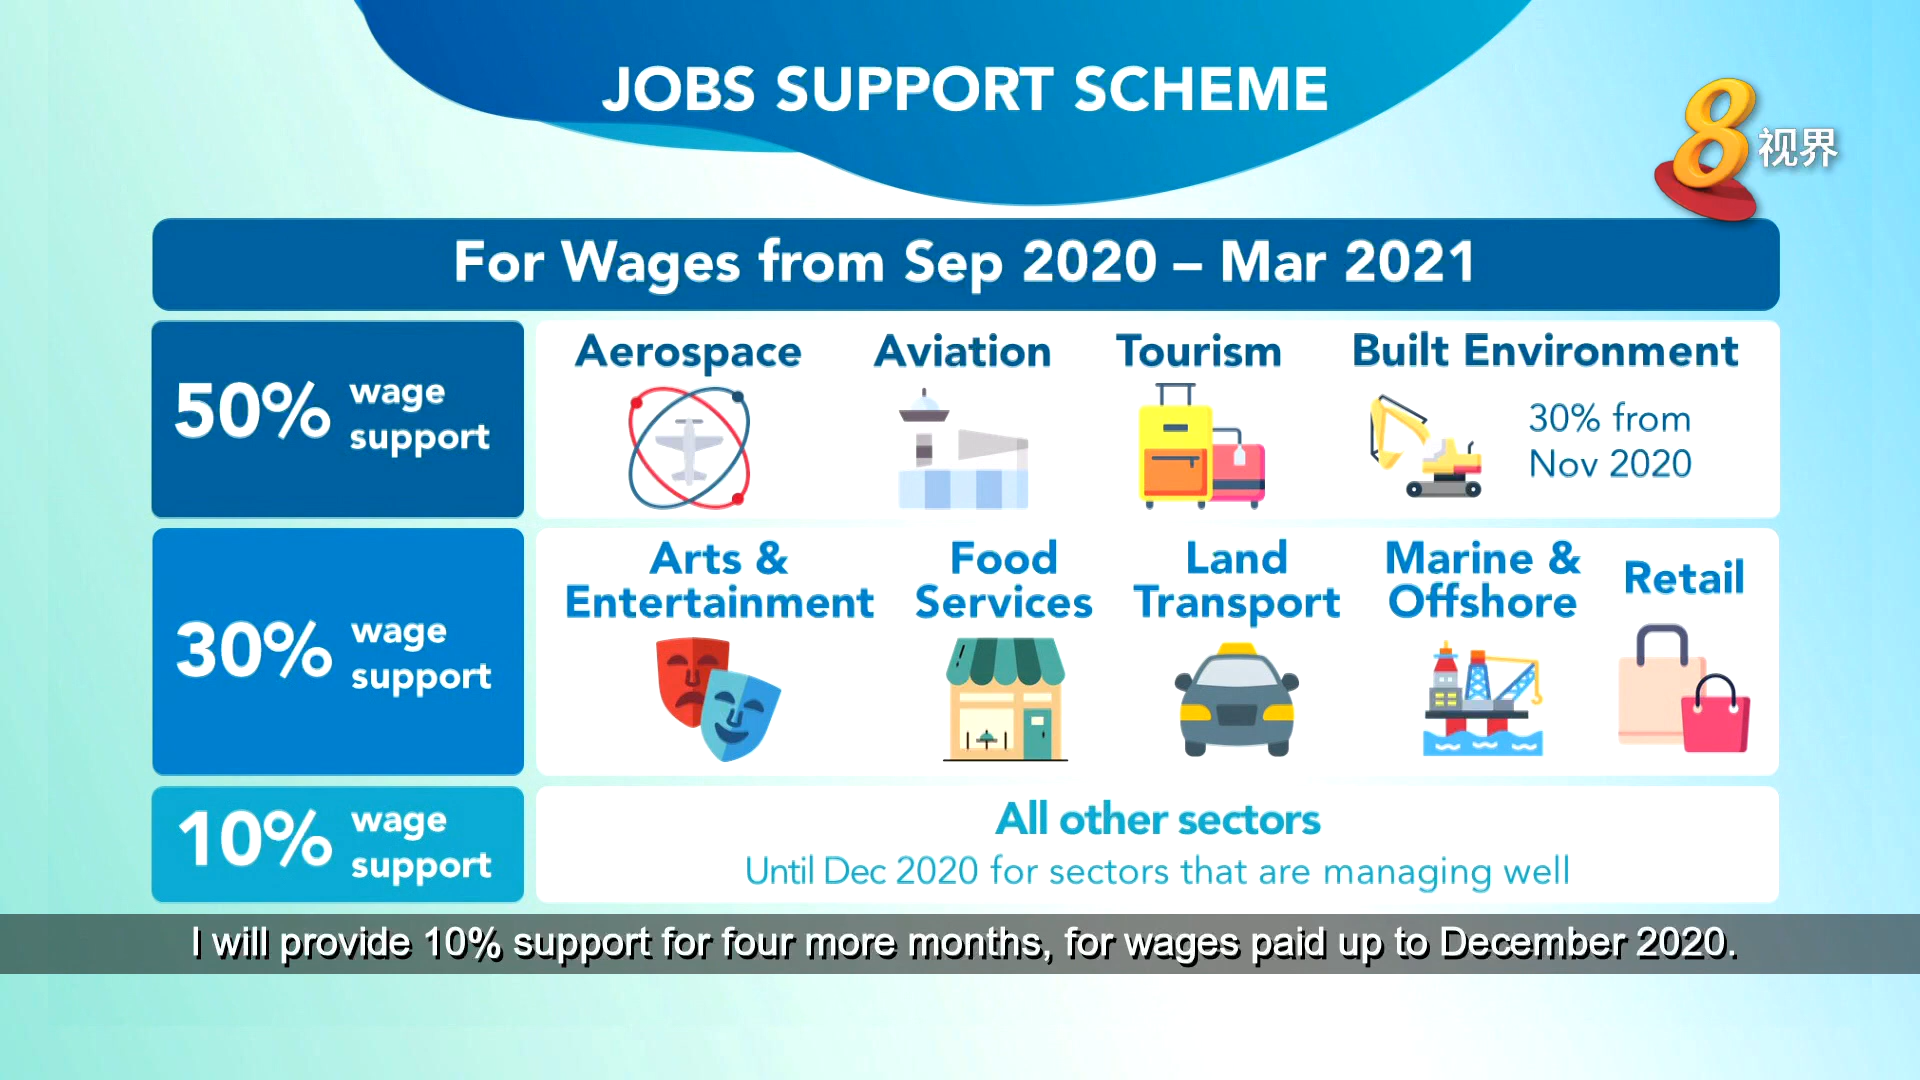 JOBS SUPPORT SCHEME
8视界
For Wages from Sep 2020 – Mar 2021
50% wage support
Aerospace
Aviation
Tourism
Built Environment
30% from
Nov 2020
30% wage support
Arts &
Entertainment
Food
Services
Land
Transport
Marine &
Offshore
Retail
10% wage support
All other sectors
Until Dec 2020 for sectors that are managing well
I will provide 10% support for four more months, for wages paid up to December 2020.